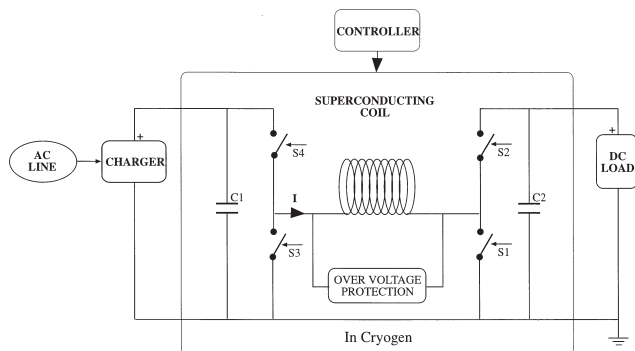 CONTROLLER
SUPERCONDUCTING
COIL
+
+
AC
LINE
CHARGER
S4
S2
DC
LOAD
C1
I
C2
S3
S1
OVER VOLTAGE
PROTECTION
In Cryogen